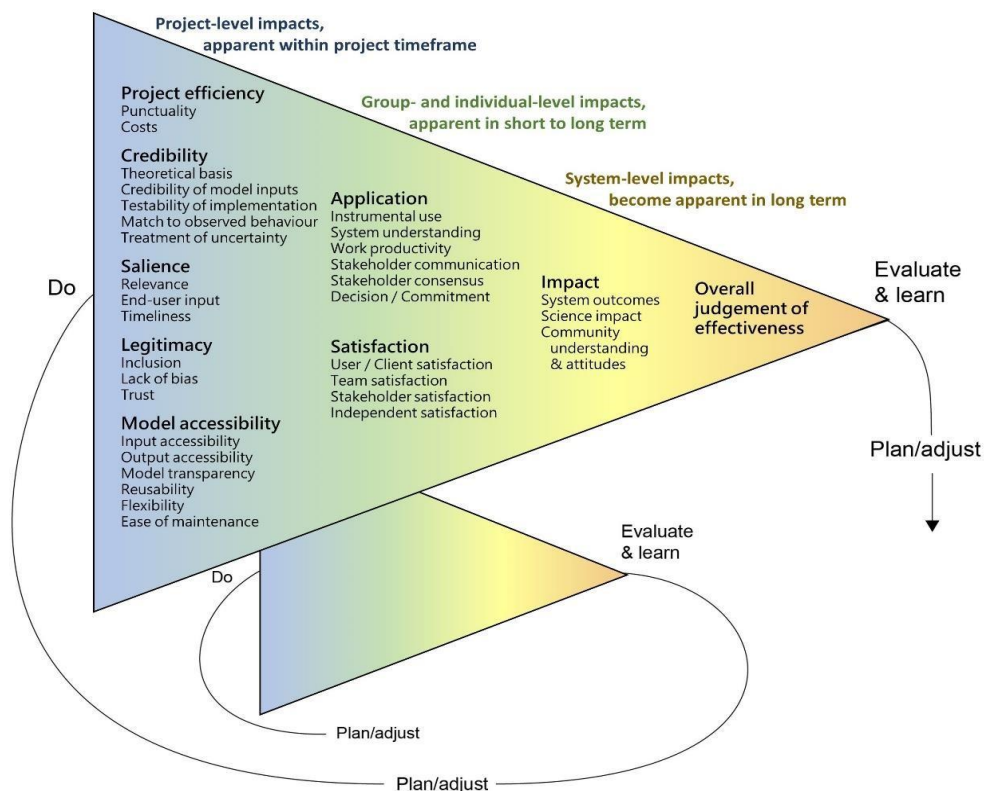 Project-level impacts,
apparent within project timeframe
Group- and individual-level impacts,
apparent in short to long term
System-level impacts,
become apparent in long term
Project efficiency
Punctuality
Costs
Credibility
Theoretical basis
Credibility of model inputs
Testability of implementation
Match to observed behaviour
Treatment of uncertainty
Salience
Relevance
End-user input
Timeliness
Legitimacy
Inclusion
Lack of bias
Trust
Model accessibility
Input accessibility
Output accessibility
Model transparency
Reusability
Flexibility
Ease of maintenance
Application
Instrumental use
System understanding
Work productivity
Stakeholder communication
Stakeholder consensus
Decision / Commitment
Satisfaction
User / Client satisfaction
Team satisfaction
Stakeholder satisfaction
Independent satisfaction
Impact
System outcomes
Science impact
Community
understanding
& attitudes
Overall
judgement of
effectiveness
Do
Evaluate
& learn
Plan/adjust
Do
Evaluate
& learn
Plan/adjust
Plan/adjust